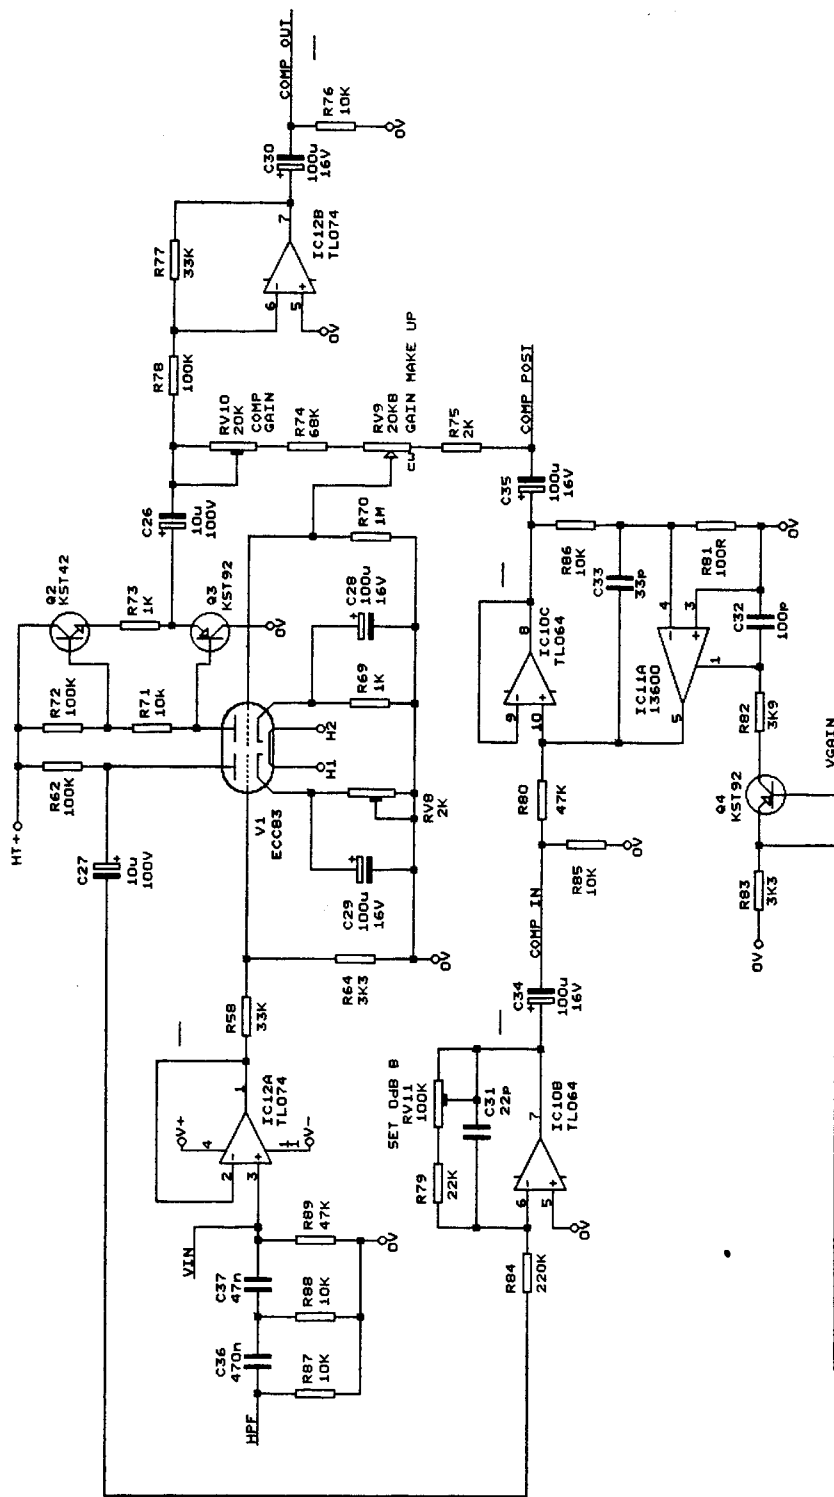 COMP OUT
R76
10K
0V
C30
+
100u
16V
R77
33K
7
IC12B
TL074
-
+
6
5
0V
R78
100K
RV10
20K
COMP
GAIN
R74
68K
RV9
20KB
GAIN MAKE UP
CW
R75
2K
COMP POST
C26
+
10u
100V
Q2
KST42
R73
1K
Q3
KST92
0V
R72
100K
R71
10k
R62
100K
HT+
C27
+
10u
100V
V1
ECC83
R70
1M
C28
100u
16V
+
R69
1K
H2
H1
RV8
2K
C29
100u
16V
+
R64
3K3
0V
R58
33K
1
IC12A
TL074
0V+
4
11
0V-
2
3
-
+
VIN
R89
47K
0V
C37
47n
R88
10K
C36
470n
R87
10K
HPF
C35
+
100u
16V
8
IC10C
TL064
-
+
9
10
R86
10K
C33
33p
R81
100R
0V
4
3
-
+
C32
100p
1
IC11A
13600
5
R82
3K9
Q4
KST92
VGAIN
R83
3K3
0V
R80
47K
R85
10K
0V
COMP IN
C34
+
100u
16V
SET 0dB B
RV11
100K
C31
22p
R79
22K
7
IC10B
TL064
-
+
6
5
0V
R84
220K